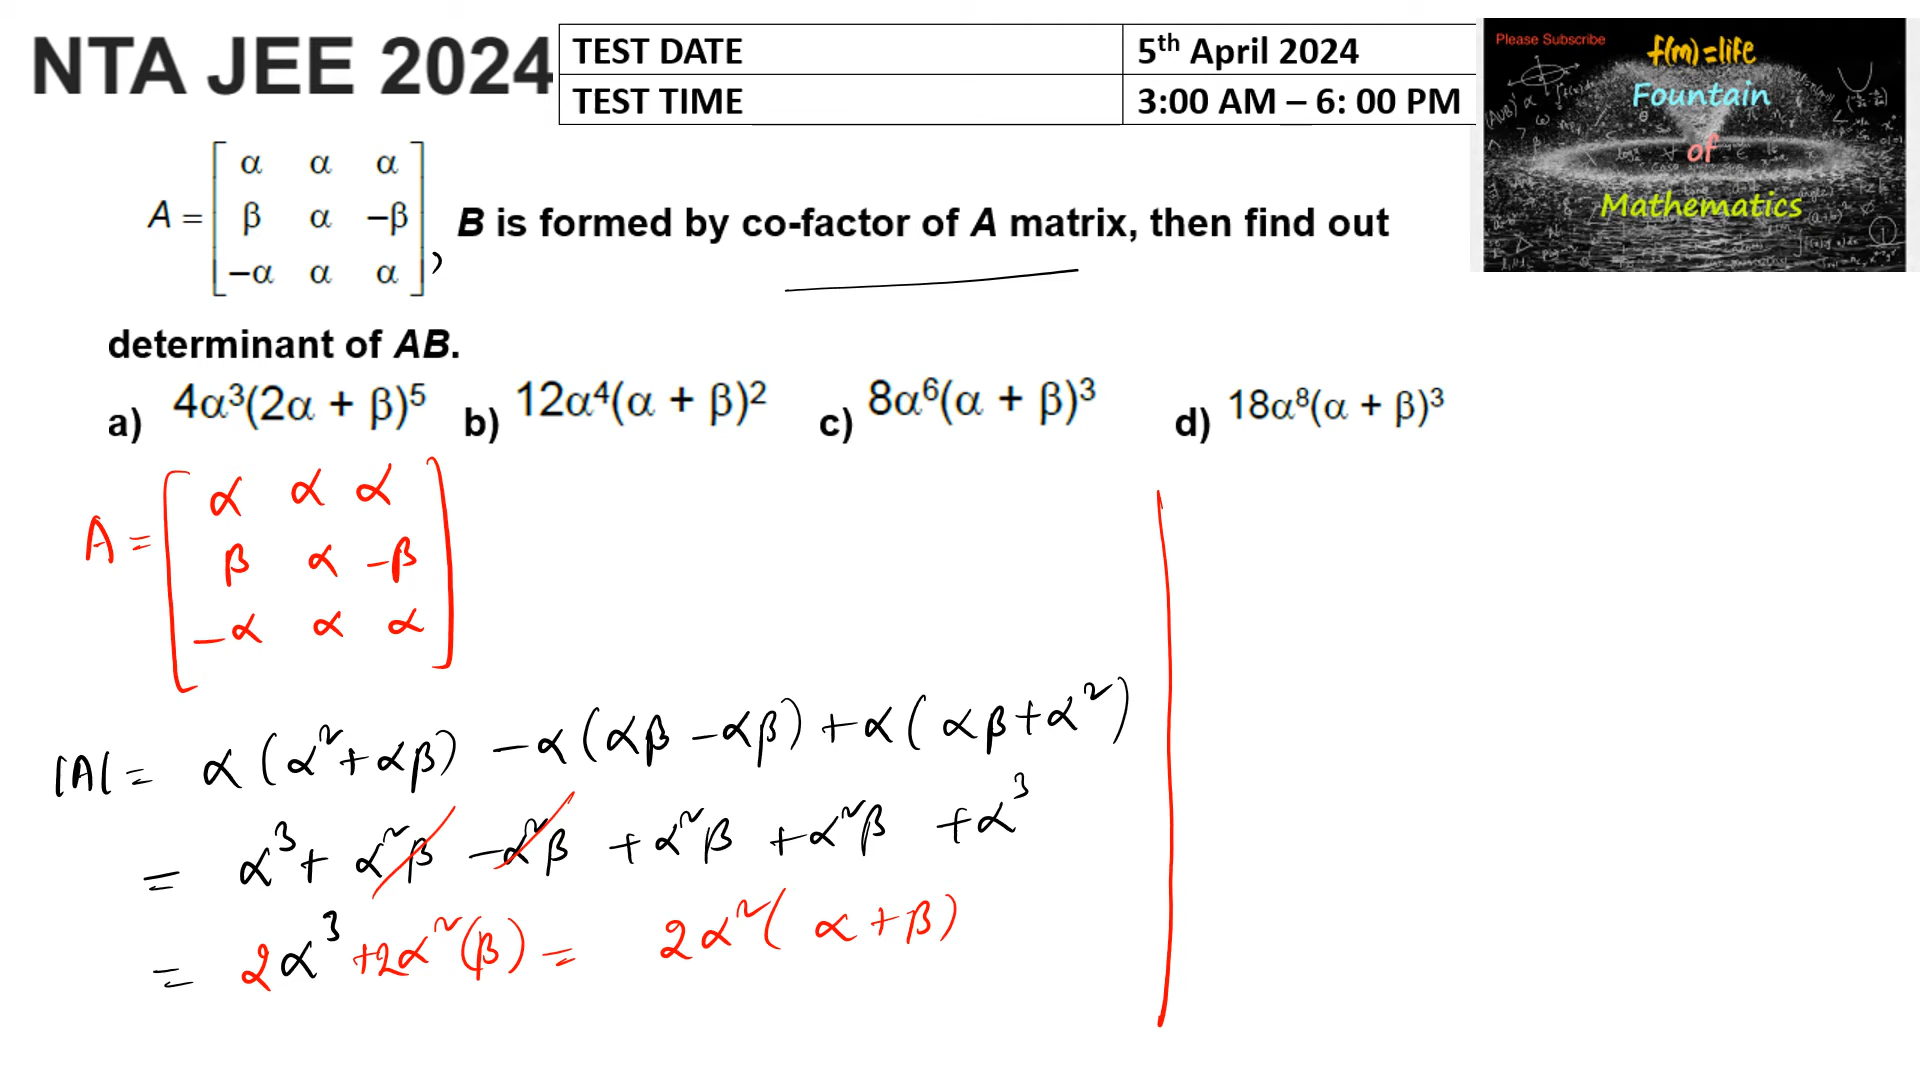 NTA JEE 2024
TEST DATE 5th April 2024
TEST TIME 3:00 AM – 6: 00 PM
Please Subscribe
f(m)=life
Fountain
of
Mathematics
A = [ α α α
β α −β
−α α α ], B is formed by co-factor of A matrix, then find out
determinant of AB.
a) 4α³(2α + β)⁵ b) 12α⁴(α + β)² c) 8α⁶(α + β)³ d) 18α⁸(α + β)³
A = [ α α α
β α −β
−α α α ]
|A| = α (α²+αβ) −α (αβ −αβ) +α ( αβ+α²)
= α³+ α²β −α²β +α²β +α²β +α³
= 2α³ +2α²(β) = 2α²( α+β)